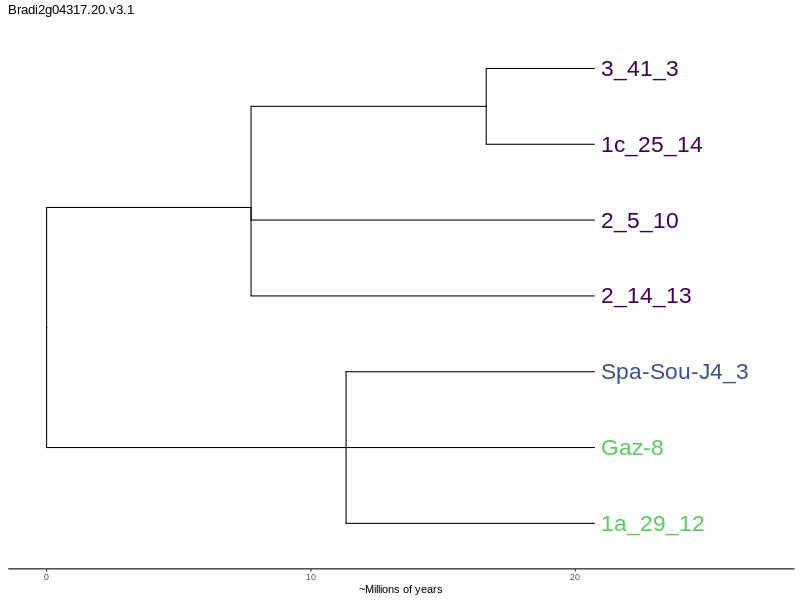 Bradi2g04317.20.v3.1
3_41_3
1c_25_14
2_5_10
2_14_13
Spa-Sou-J4_3
Gaz-8
1a_29_12
0 10 20
~Millions of years